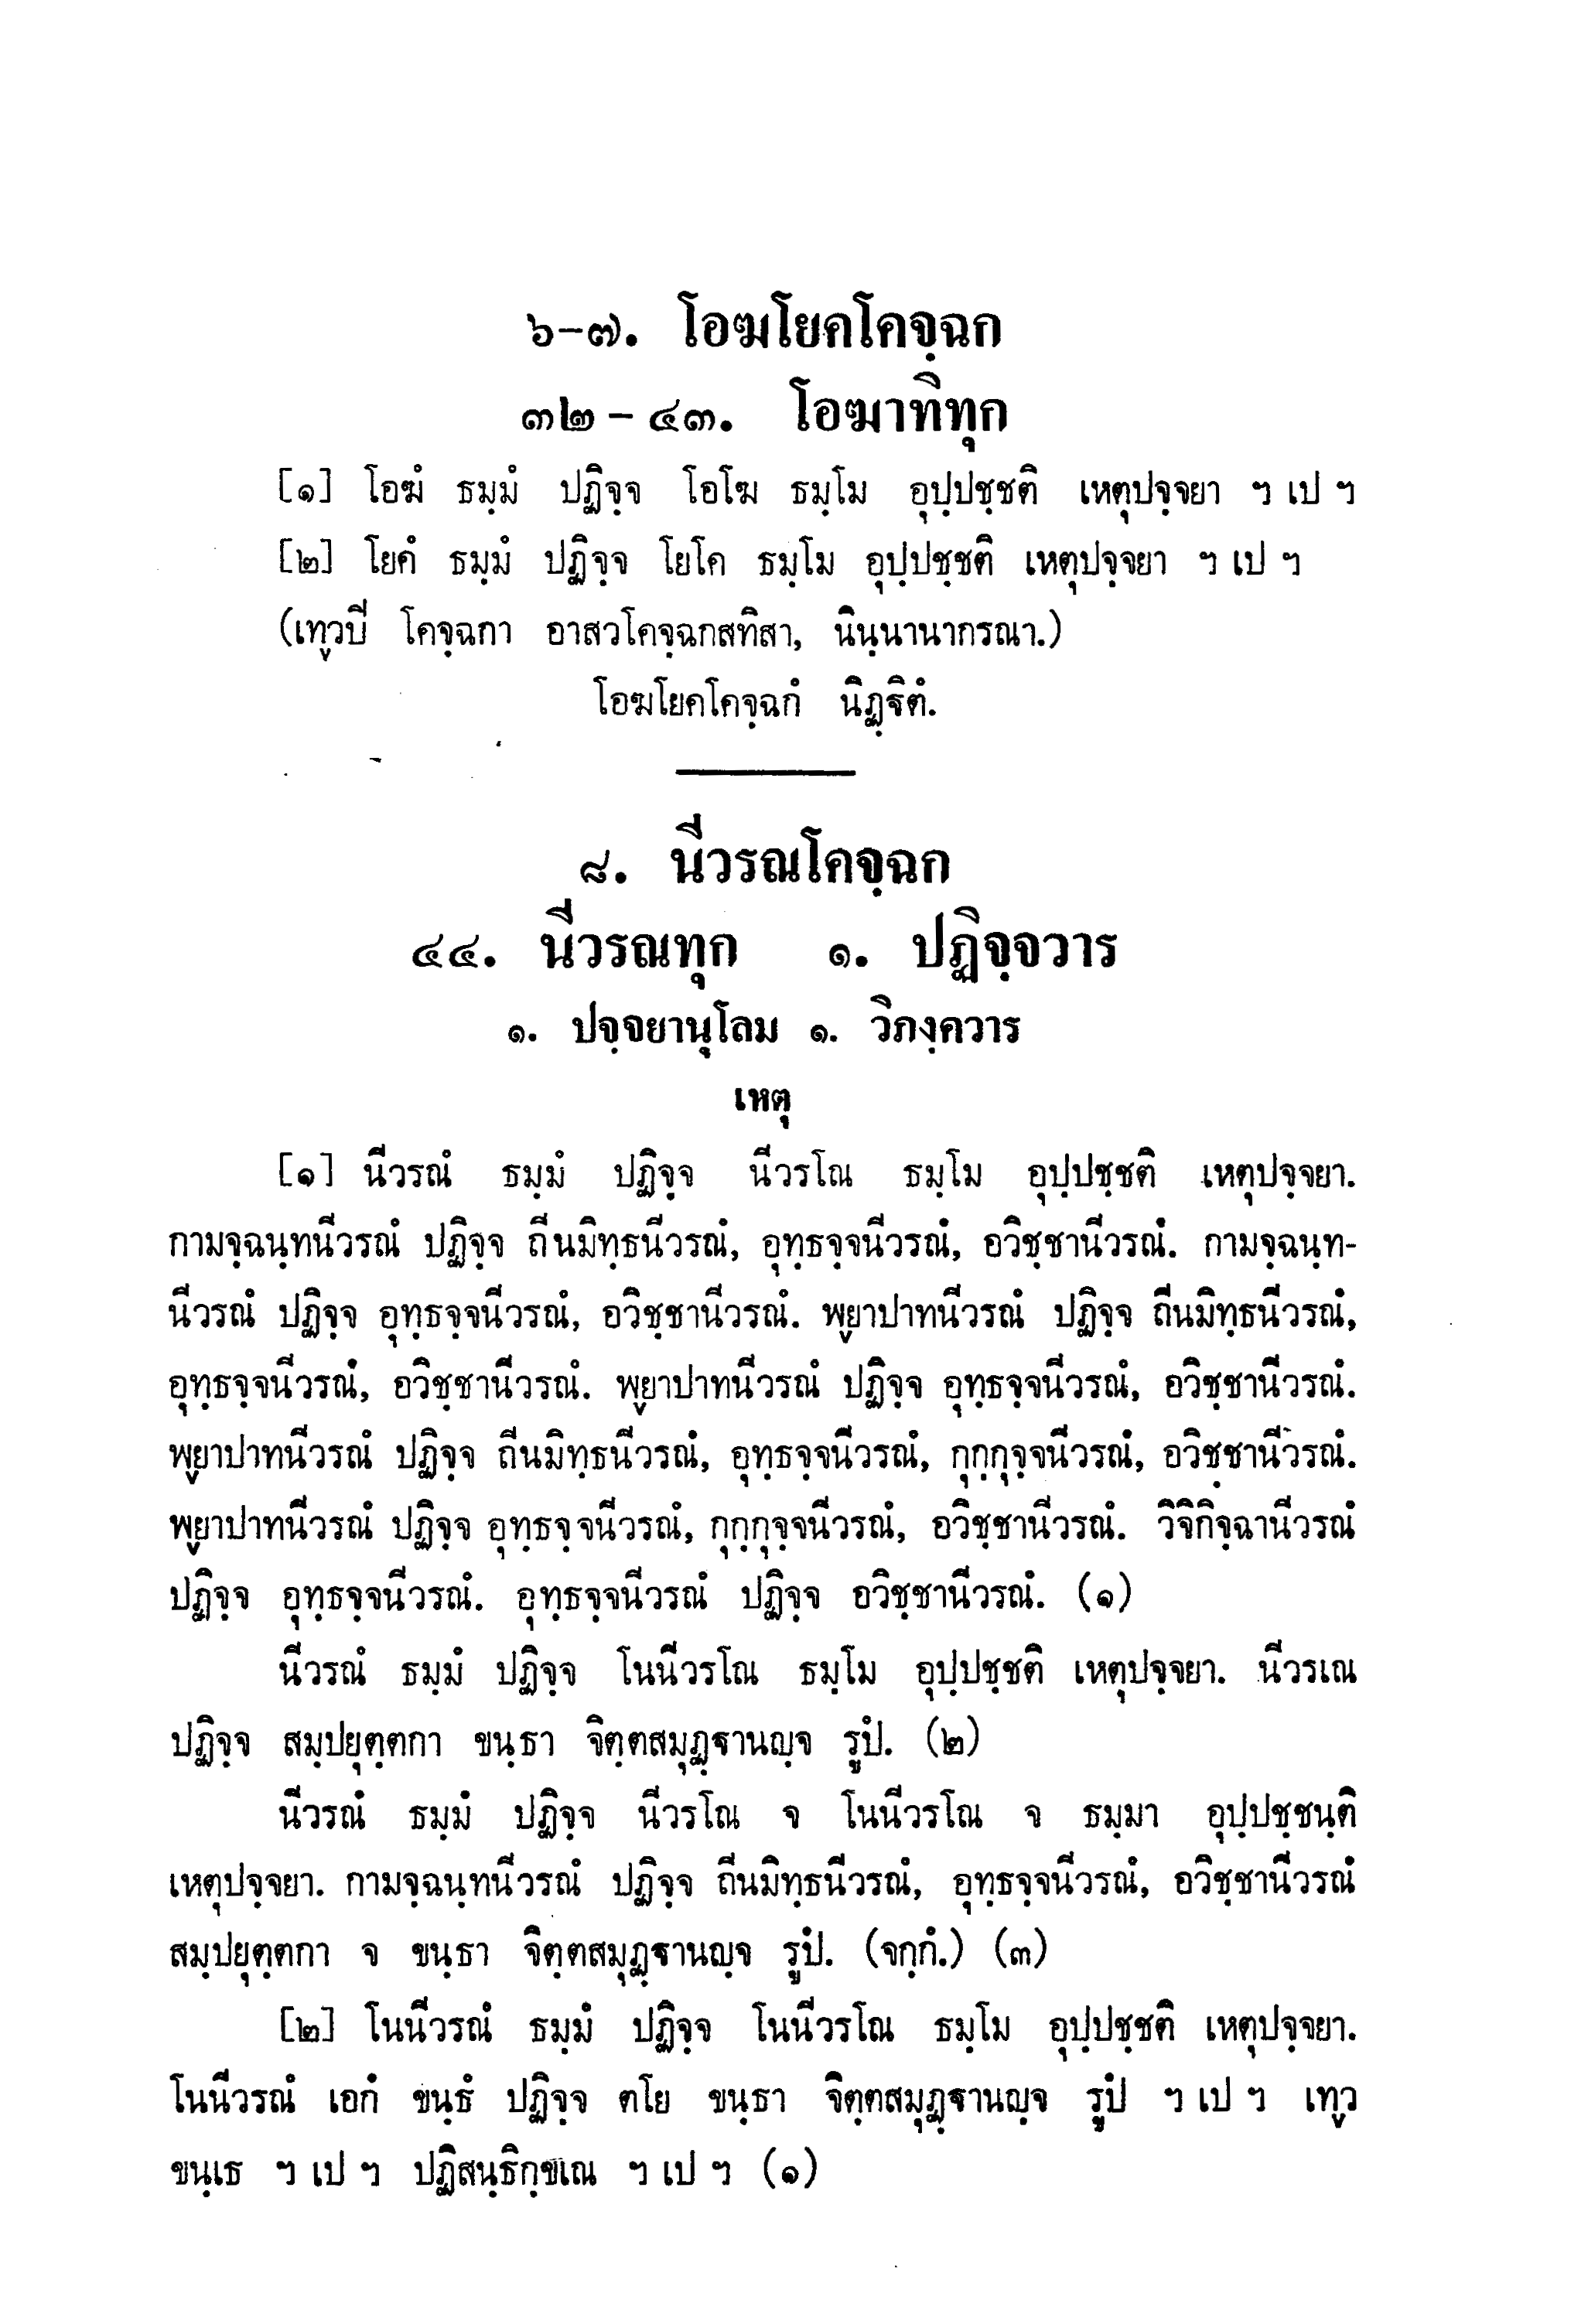 ๖-๗. โอฆโยคโคจฺฉก
๓๒ - ๔๓. โอฆาทิทุก
[๑] โอฆํ ธมฺมํ ปฏิจฺจ โอโฆ ธมฺโม อุปฺปชฺชติ เหตุปจฺจยา ฯ เป ฯ
[๒] โยคํ ธมฺมํ ปฏิจฺจ โยโค ธมฺโม อุปฺปชฺชติ เหตุปจฺจยา ฯ เป ฯ
(เทฺวปี โคจฺฉกา อาสวโคจฺฉกสทิสา, นินฺนานากรณา.)
โอฆโยคโคจฺฉกํ นิฏฺฐิตํ.
๘. นีวรณโคจฺฉก
๔๔. นีวรณทุก ๑. ปฏิจฺจวาร
๑. ปจฺจยานุโลม ๑. วิภงฺควาร
เหตุ
[๑] นีวรณํ ธมฺมํ ปฏิจฺจ นีวรโณ ธมฺโม อุปฺปชฺชติ เหตุปจฺจยา.
กามจฺฉนฺทนีวรณํ ปฏิจฺจ ถีนมิทฺธนีวรณํ, อุทฺธจฺจนีวรณํ, อวิชฺชานีวรณํ. กามจฺฉนฺท-
นีวรณํ ปฏิจฺจ อุทฺธจฺจนีวรณํ, อวิชฺชานีวรณํ. พฺยาปาทนีวรณํ ปฏิจฺจ ถีนมิทฺธนีวรณํ,
อุทฺธจฺจนีวรณํ, อวิชฺชานีวรณํ. พฺยาปาทนีวรณํ ปฏิจฺจ อุทฺธจฺจนีวรณํ, อวิชฺชานีวรณํ.
พฺยาปาทนีวรณํ ปฏิจฺจ ถีนมิทฺธนีวรณํ, อุทฺธจฺจนีวรณํ, กุกฺกุจฺจนีวรณํ, อวิชฺชานีวรณํ.
พฺยาปาทนีวรณํ ปฏิจฺจ อุทฺธจฺจนีวรณํ, กุกฺกุจฺจนีวรณํ, อวิชฺชานีวรณํ. วิจิกิจฺฉานีวรณํ
ปฏิจฺจ อุทฺธจฺจนีวรณํ. อุทฺธจฺจนีวรณํ ปฏิจฺจ อวิชฺชานีวรณํ. (๑)
นีวรณํ ธมฺมํ ปฏิจฺจ โนนีวรโณ ธมฺโม อุปฺปชฺชติ เหตุปจฺจยา. นีวรเณ
ปฏิจฺจ สมฺปยุตฺตกา ขนฺธา จิตฺตสมุฏฺฐานญฺจ รูปํ. (๒)
นีวรณํ ธมฺมํ ปฏิจฺจ นีวรโณ จ โนนีวรโณ จ ธมฺมา อุปฺปชฺชนฺติ
เหตุปจฺจยา. กามจฺฉนฺทนีวรณํ ปฏิจฺจ ถีนมิทฺธนีวรณํ, อุทฺธจฺจนีวรณํ, อวิชฺชานีวรณํ
สมฺปยุตฺตกา จ ขนฺธา จิตฺตสมุฏฺฐานญฺจ รูปํ. (จกฺกํ.) (๓)
[๒] โนนีวรณํ ธมฺมํ ปฏิจฺจ โนนีวรโณ ธมฺโม อุปฺปชฺชติ เหตุปจฺจยา.
โนนีวรณํ เอกํ ขนฺธํ ปฏิจฺจ ตโย ขนฺธา จิตฺตสมุฏฺฐานญฺจ รูปํ ฯ เป ฯ เทฺว
ขนฺเธ ฯ เป ฯ ปฏิสนฺธิกฺขเณ ฯ เป ฯ (๑)